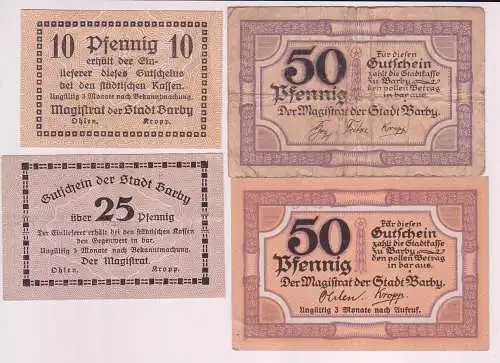 10 Pfennig 10
erhält der Ein-
lieferer dieses Gutscheins
bei den städtischen Kassen.
Ungültig 3 Monate nach Bekanntmachung.
Magistrat der Stadt Barby
Ohlen. Kropp.
50
Pfennig
Für diesen
Gutschein
zahlt die Stadtkasse
zu Barby
den vollen Betrag
in bar aus.
Der Magistrat der Stadt Barby.
Kropp
Gutschein der Stadt Barby
über 25 Pfennig
Der Einlieferer erhält bei den städtischen Kassen
den Gegenwert in bar.
Ungültig 3 Monate nach Bekanntmachung.
Der Magistrat.
Ohlen. Kropp.
50
Pfennig
Für diesen
Gutschein
zahlt die Stadtkasse
zu Barby
den vollen Betrag
in bar aus.
Der Magistrat der Stadt Barby.
Ohlen. Kropp.
Ungültig 3 Monate nach Aufruf.